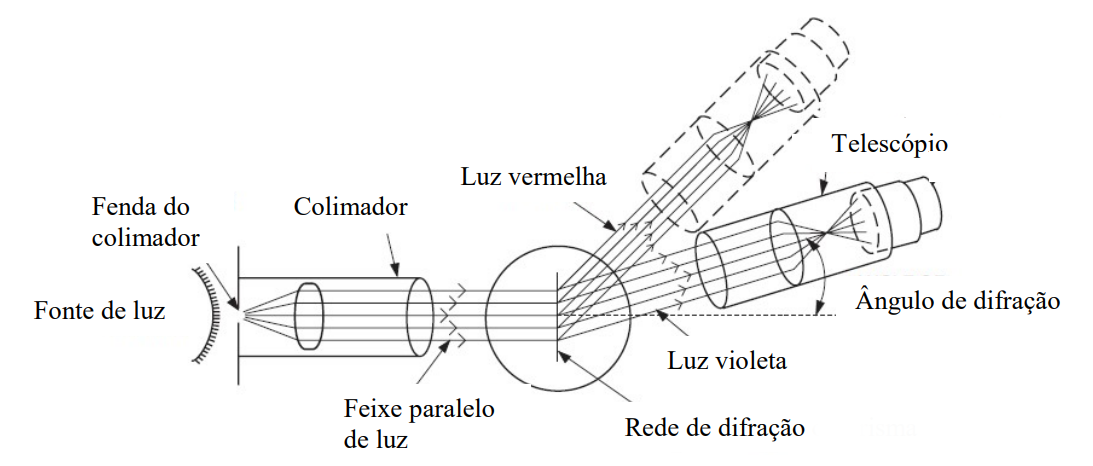 Telescópio
Luz vermelha
Fenda do
colimador
Colimador
Fonte de luz
Ângulo de difração
Luz violeta
Feixe paralelo
de luz
Rede de difração